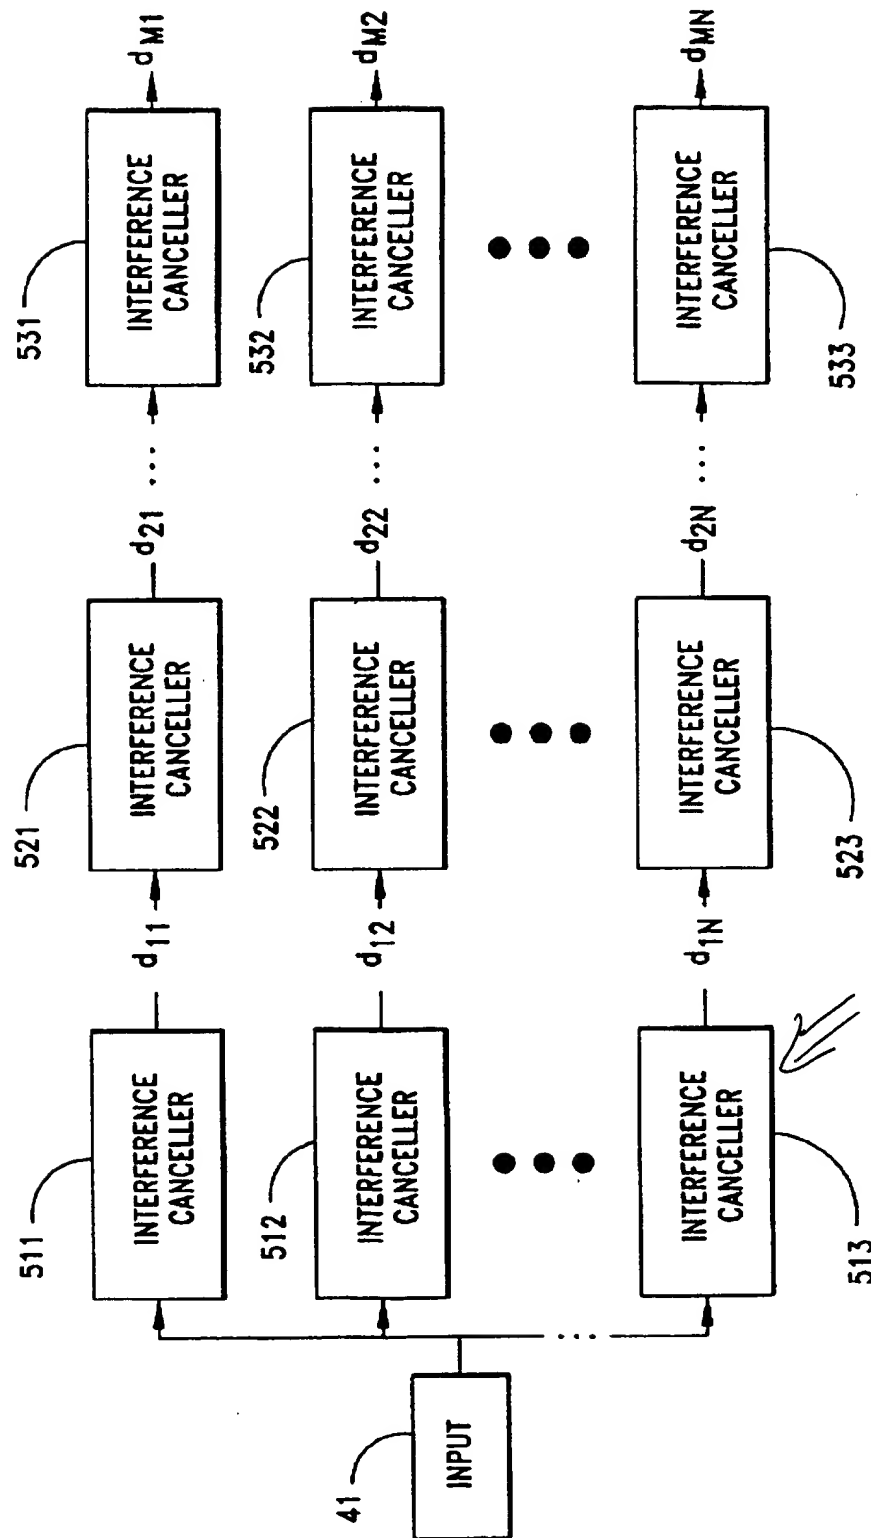 41
INPUT
511
INTERFERENCE
CANCELLER
d11
521
INTERFERENCE
CANCELLER
d21 ...
531
INTERFERENCE
CANCELLER
dM1
512
INTERFERENCE
CANCELLER
d12
522
INTERFERENCE
CANCELLER
d22 ...
532
INTERFERENCE
CANCELLER
dM2
...
INTERFERENCE
CANCELLER
513
d1N
INTERFERENCE
CANCELLER
523
d2N ...
INTERFERENCE
CANCELLER
533
dMN